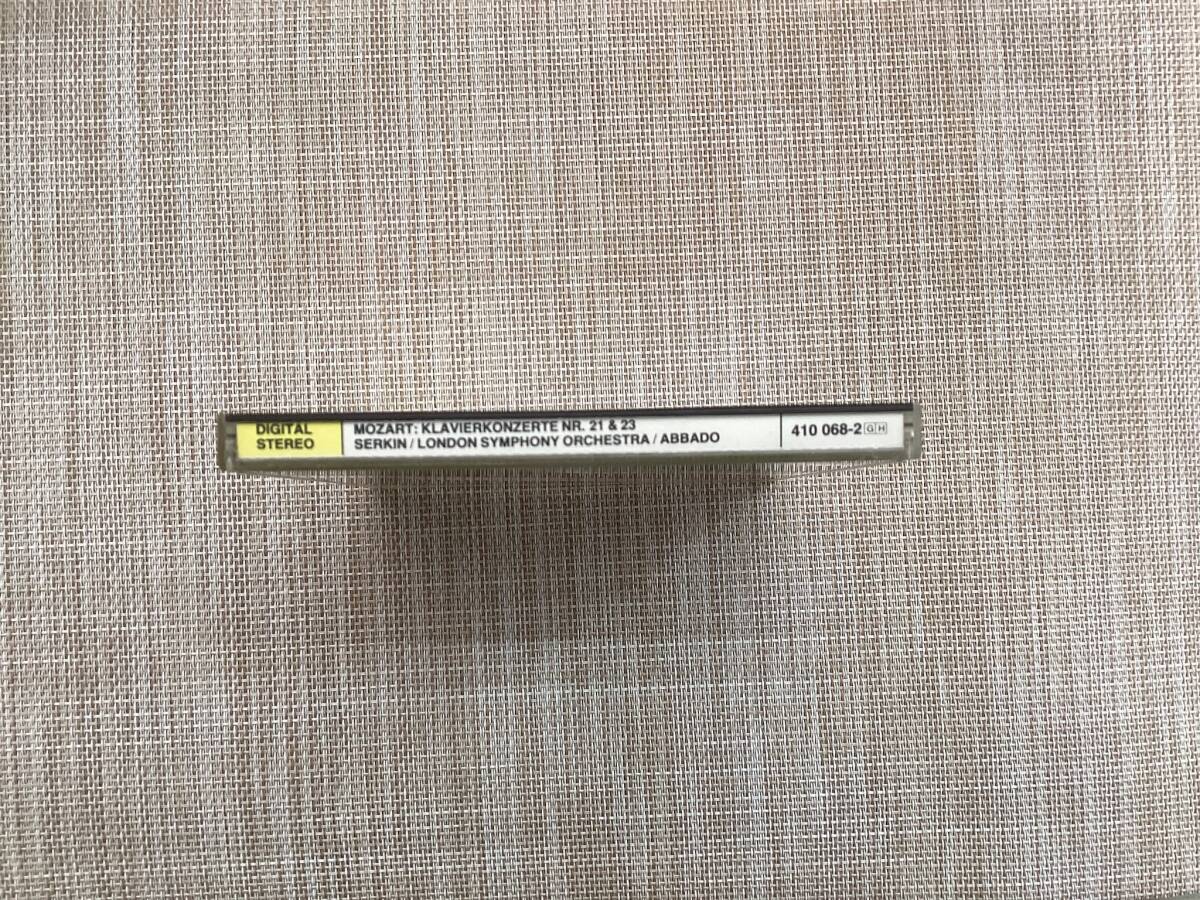 DIGITAL
STEREO
MOZART: KLAVIERKONZERTE NR. 21 & 23
SERKIN / LONDON SYMPHONY ORCHESTRA / ABBADO
410 068-2 GH